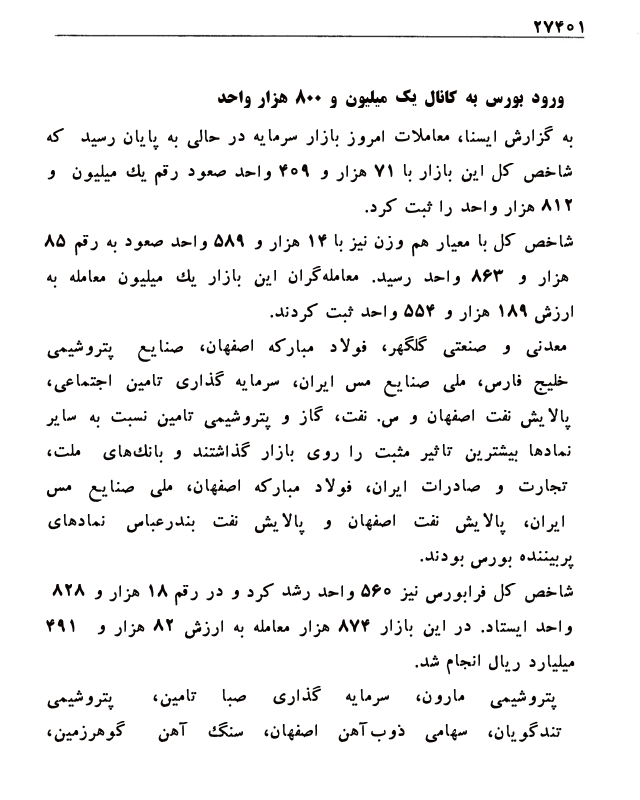 ۲۷۴۰۱
ورود بورس به کانال یک میلیون و ۸۰۰ هزار واحد
به گزارش ایسنا، معاملات امروز بازار سرمایه در حالی به پایان رسید که
شاخص کل این بازار با ۷۱ هزار و ۴۰۹ واحد صعود رقم یك میلیون و
۸۱۲ هزار واحد را ثبت کرد.
شاخص کل با معیار هم وزن نیز با ۱۴ هزار و ۵۸۹ واحد صعود به رقم ۸۵
هزار و ۸۶۳ واحد رسید. معامله‌گران این بازار یك میلیون معامله به
ارزش ۱۸۹ هزار و ۵۵۴ واحد ثبت کردند.
معدنی و صنعتی گلگهر، فولاد مبارکه اصفهان، صنایع پتروشیمی
خلیج فارس، ملی صنایع مس ایران، سرمایه گذاری تامین اجتماعی،
پالایش نفت اصفهان و س. نفت، گاز و پتروشیمی تامین نسبت به سایر
نمادها بیشترین تاثیر مثبت را روی بازار گذاشتند و بانك‌های ملت،
تجارت و صادرات ایران، فولاد مبارکه اصفهان، ملی صنایع مس
ایران، پالایش نفت اصفهان و پالایش نفت بندرعباس نمادهای
پربیننده بورس بودند.
شاخص کل فرابورس نیز ۵۶۰ واحد رشد کرد و در رقم ۱۸ هزار و ۸۲۸
واحد ایستاد. در این بازار ۸۷۴ هزار معامله به ارزش ۸۲ هزار و ۴۹۱
میلیارد ریال انجام شد.
پتروشیمی مارون، سرمایه گذاری صبا تامین، پتروشیمی
تندگویان، سهامی ذوب‌آهن اصفهان، سنگ آهن گوهرزمین،